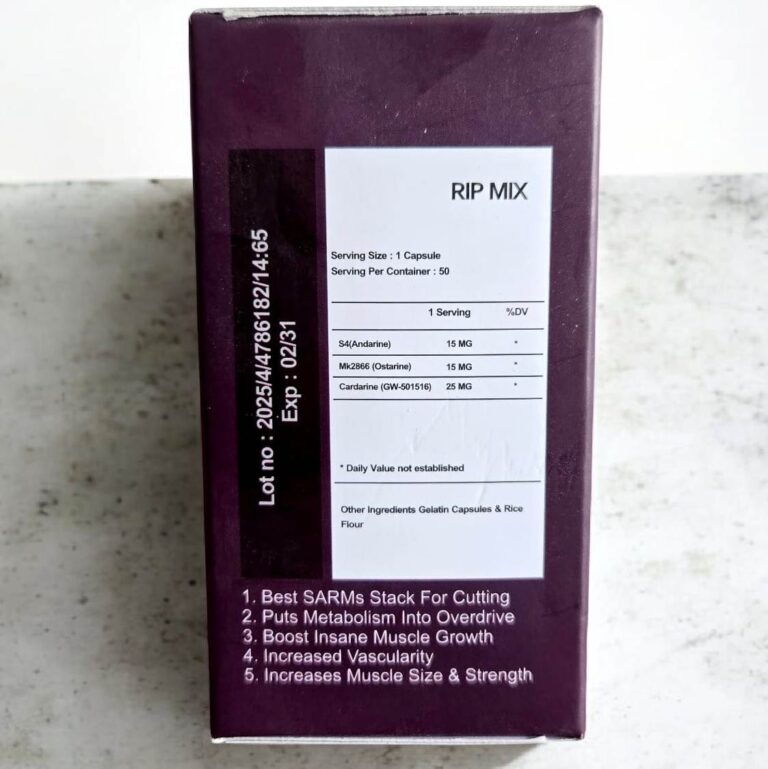 RIP MIX
Lot no : 2025/4/4786182/14:65
Exp : 02/31
Serving Size : 1 Capsule
Serving Per Container : 50
1 Serving %DV
S4(Andarine) 15 MG *
Mk2866 (Ostarine) 15 MG *
Cardarine (GW-501516) 25 MG *
* Daily Value not established
Other Ingredients Gelatin Capsules & Rice
Flour
1. Best SARMs Stack For Cutting
2. Puts Metabolism Into Overdrive
3. Boost Insane Muscle Growth
4. Increased Vascularity
5. Increases Muscle Size & Strength